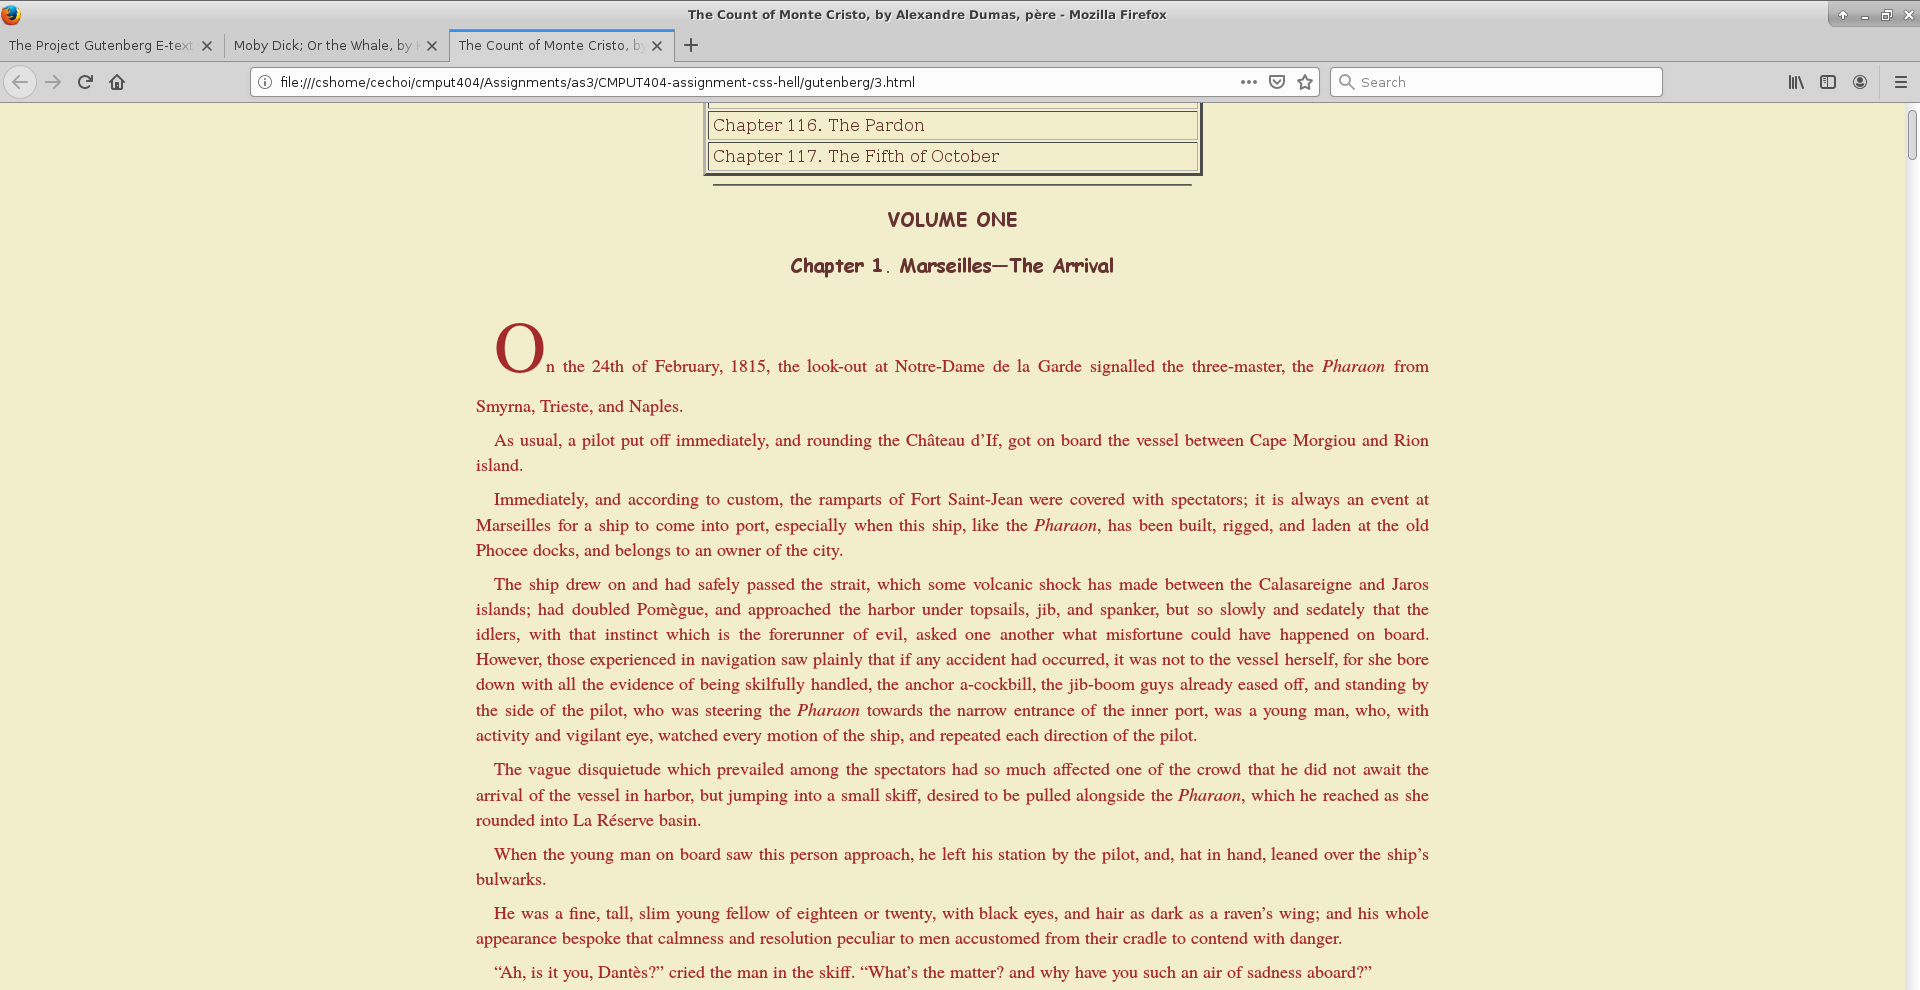 The Count of Monte Cristo, by Alexandre Dumas, père - Mozilla Firefox
The Project Gutenberg E-text
Moby Dick; Or the Whale, by
The Count of Monte Cristo, by
file:///cshome/cechoi/cmput404/Assignments/as3/CMPUT404-assignment-css-hell/gutenberg/3.html
Search
Chapter 116. The Pardon
Chapter 117. The Fifth of October
VOLUME ONE
Chapter 1. Marseilles—The Arrival
On the 24th of February, 1815, the look-out at Notre-Dame de la Garde signalled the three-master, the Pharaon from
Smyrna, Trieste, and Naples.
As usual, a pilot put off immediately, and rounding the Château d’If, got on board the vessel between Cape Morgiou and Rion
island.
Immediately, and according to custom, the ramparts of Fort Saint-Jean were covered with spectators; it is always an event at
Marseilles for a ship to come into port, especially when this ship, like the Pharaon, has been built, rigged, and laden at the old
Phocee docks, and belongs to an owner of the city.
The ship drew on and had safely passed the strait, which some volcanic shock has made between the Calasareigne and Jaros
islands; had doubled Pomègue, and approached the harbor under topsails, jib, and spanker, but so slowly and sedately that the
idlers, with that instinct which is the forerunner of evil, asked one another what misfortune could have happened on board.
However, those experienced in navigation saw plainly that if any accident had occurred, it was not to the vessel herself, for she bore
down with all the evidence of being skilfully handled, the anchor a-cockbill, the jib-boom guys already eased off, and standing by
the side of the pilot, who was steering the Pharaon towards the narrow entrance of the inner port, was a young man, who, with
activity and vigilant eye, watched every motion of the ship, and repeated each direction of the pilot.
The vague disquietude which prevailed among the spectators had so much affected one of the crowd that he did not await the
arrival of the vessel in harbor, but jumping into a small skiff, desired to be pulled alongside the Pharaon, which he reached as she
rounded into La Réserve basin.
When the young man on board saw this person approach, he left his station by the pilot, and, hat in hand, leaned over the ship’s
bulwarks.
He was a fine, tall, slim young fellow of eighteen or twenty, with black eyes, and hair as dark as a raven’s wing; and his whole
appearance bespoke that calmness and resolution peculiar to men accustomed from their cradle to contend with danger.
“Ah, is it you, Dantès?” cried the man in the skiff. “What’s the matter? and why have you such an air of sadness aboard?”